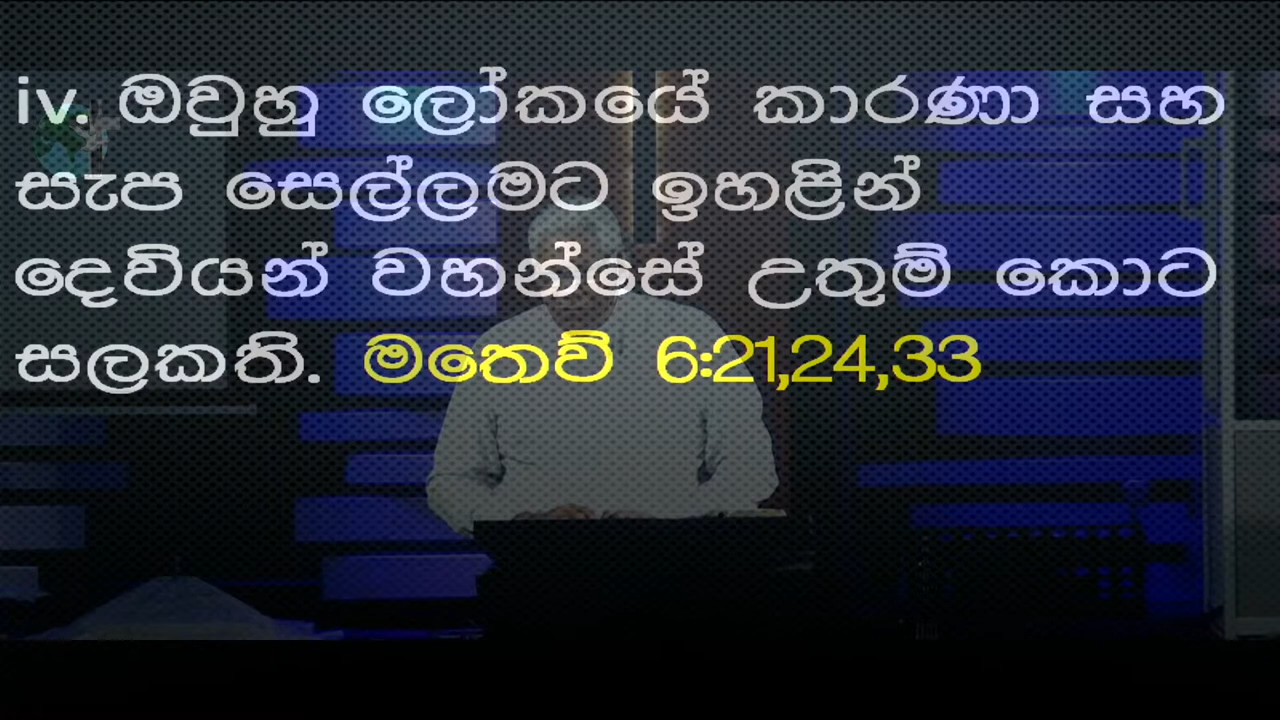 iv. ඔවුහු ලෝකයේ කාරණා සහ
සැප සෙල්ලමට ඉහළින්
දෙවියන් වහන්සේ උතුම් කොට
සලකති. මතෙව් 6:21,24,33